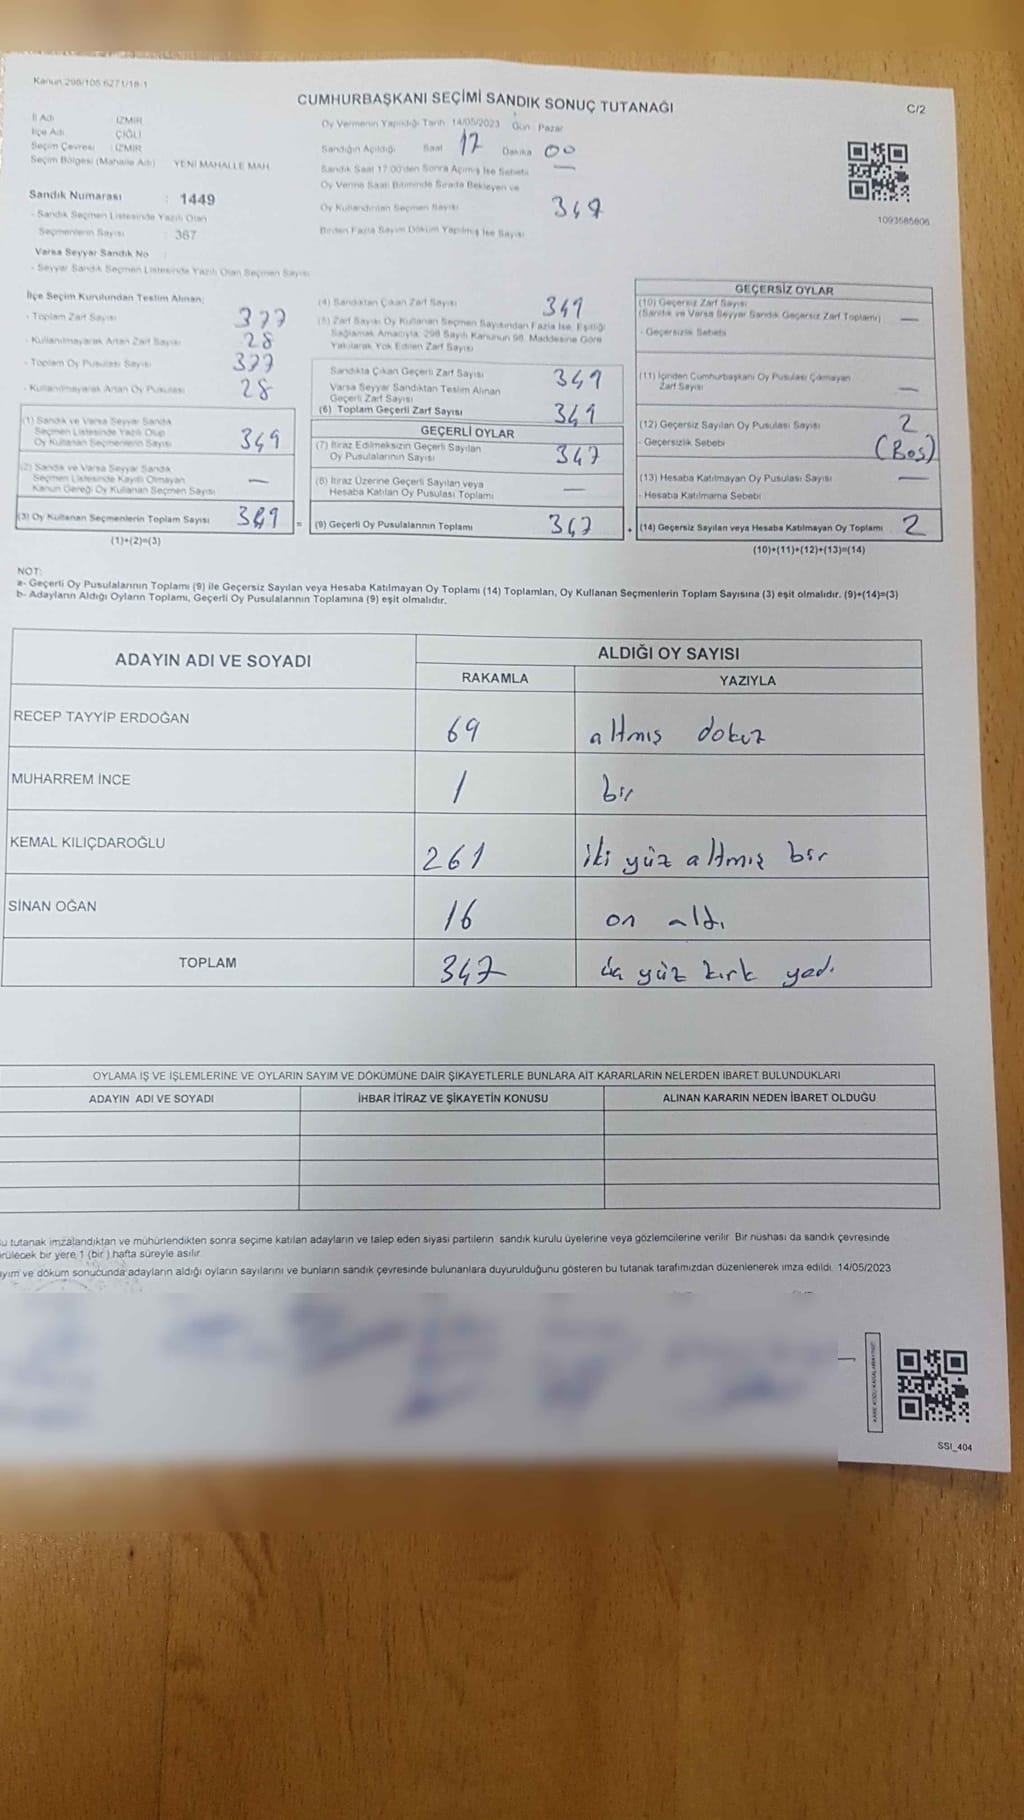 Kanun 298/105 6271/18-1
CUMHURBAŞKANI SEÇİMİ SANDIK SONUÇ TUTANAĞI
C/2
İl Adı İZMİR
İlçe Adı ÇİĞLİ
Seçim Çevresi : İZMİR
Seçim Bölgesi (Mahalle Adı) YENİ MAHALLE MAH.
Sandık Numarası : 1449
- Sandık Seçmen Listesinde Yazılı Olan
Seçmenlerin Sayısı : 367
Varsa Seyyar Sandık No
- Seyyar Sandık Seçmen Listesinde Yazılı Olan Seçmen Sayısı
Oy Vermenin Yapıldığı Tarih 14/05/2023 Gün : Pazar
Sandığın Açıldığı Saat 17 Dakika 00
Sandık Saat 17:00'den Sonra Açılmış İse Sebebi —
Oy Verme Saati Bitiminde Sırada Bekleyen ve
Oy Kullandırılan Seçmen Sayısı 347
Birden Fazla Sayım Döküm Yapılmış İse Sayısı
1093585606
İlçe Seçim Kurulundan Teslim Alınan:
- Toplam Zarf Sayısı 377
- Kullanılmayarak Artan Zarf Sayısı 28
- Toplam Oy Pusulası Sayısı 377
- Kullanılmayarak Artan Oy Pusulası 28
(1) Sandık ve Varsa Seyyar Sandık
Seçmen Listesinde Yazılı Olup
Oy Kullanan Seçmenlerin Sayısı 349
(2) Sandık ve Varsa Seyyar Sandık
Seçmen Listesinde Kayıtlı Olmayan
Kanun Gereği Oy Kullanan Seçmen Sayısı —
(3) Oy Kullanan Seçmenlerin Toplam Sayısı 349 =
(1)+(2)=(3)
(4) Sandıktan Çıkan Zarf Sayısı 349
(5) Zarf Sayısı Oy Kullanan Seçmen Sayısından Fazla İse, Eşitliği
Sağlamak Amacıyla, 298 Sayılı Kanunun 98. Maddesine Göre
Yakılarak Yok Edilen Zarf Sayısı
Sandıkta Çıkan Geçerli Zarf Sayısı 349
Varsa Seyyar Sandıktan Teslim Alınan
Geçerli Zarf Sayısı
(6) Toplam Geçerli Zarf Sayısı 349
GEÇERLİ OYLAR
(7) İtiraz Edilmeksizin Geçerli Sayılan
Oy Pusulalarının Sayısı 347
(8) İtiraz Üzerine Geçerli Sayılan veya
Hesaba Katılan Oy Pusulası Toplamı —
(9) Geçerli Oy Pusulalarının Toplamı 347 +
GEÇERSİZ OYLAR
(10) Geçersiz Zarf Sayısı
(Sandık ve Varsa Seyyar Sandık Geçersiz Zarf Toplamı) —
- Geçersizlik Sebebi
(11) İçinden Cumhurbaşkanı Oy Pusulası Çıkmayan
Zarf Sayısı —
(12) Geçersiz Sayılan Oy Pusulası Sayısı 2
- Geçersizlik Sebebi (Boş)
(13) Hesaba Katılmayan Oy Pusulası Sayısı —
- Hesaba Katılmama Sebebi
(14) Geçersiz Sayılan veya Hesaba Katılmayan Oy Toplamı 2
(10)+(11)+(12)+(13)=(14)
NOT:
a- Geçerli Oy Pusulalarının Toplamı (9) ile Geçersiz Sayılan veya Hesaba Katılmayan Oy Toplamı (14) Toplamları, Oy Kullanan Seçmenlerin Toplam Sayısına (3) eşit olmalıdır. (9)+(14)=(3)
b- Adayların Aldığı Oyların Toplamı, Geçerli Oy Pusulalarının Toplamına (9) eşit olmalıdır.
ADAYIN ADI VE SOYADI ALDIĞI OY SAYISI
RAKAMLA YAZIYLA
RECEP TAYYİP ERDOĞAN 69 altmış dokuz
MUHARREM İNCE 1 bir
KEMAL KILIÇDAROĞLU 261 iki yüz altmış bir
SİNAN OĞAN 16 on altı
TOPLAM 347 üç yüz kırk yedi
OYLAMA İŞ VE İŞLEMLERİNE VE OYLARIN SAYIM VE DÖKÜMÜNE DAİR ŞİKAYETLERLE BUNLARA AİT KARARLARIN NELERDEN İBARET BULUNDUKLARI
ADAYIN ADI VE SOYADI İHBAR İTİRAZ VE ŞİKAYETİN KONUSU ALINAN KARARIN NEDEN İBARET OLDUĞU
u tutanak imzalandıktan ve mühürlendikten sonra seçime katılan adayların ve talep eden siyasi partilerin sandık kurulu üyelerine veya gözlemcilerine verilir. Bir nüshası da sandık çevresinde
rülecek bir yere 1 (bir ) hafta süreyle asılır.
ayım ve döküm sonucunda adayların aldığı oyların sayılarını ve bunların sandık çevresinde bulunanlara duyurulduğunu gösteren bu tutanak tarafımızdan düzenlenerek imza edildi. 14/05/2023
SSI_404